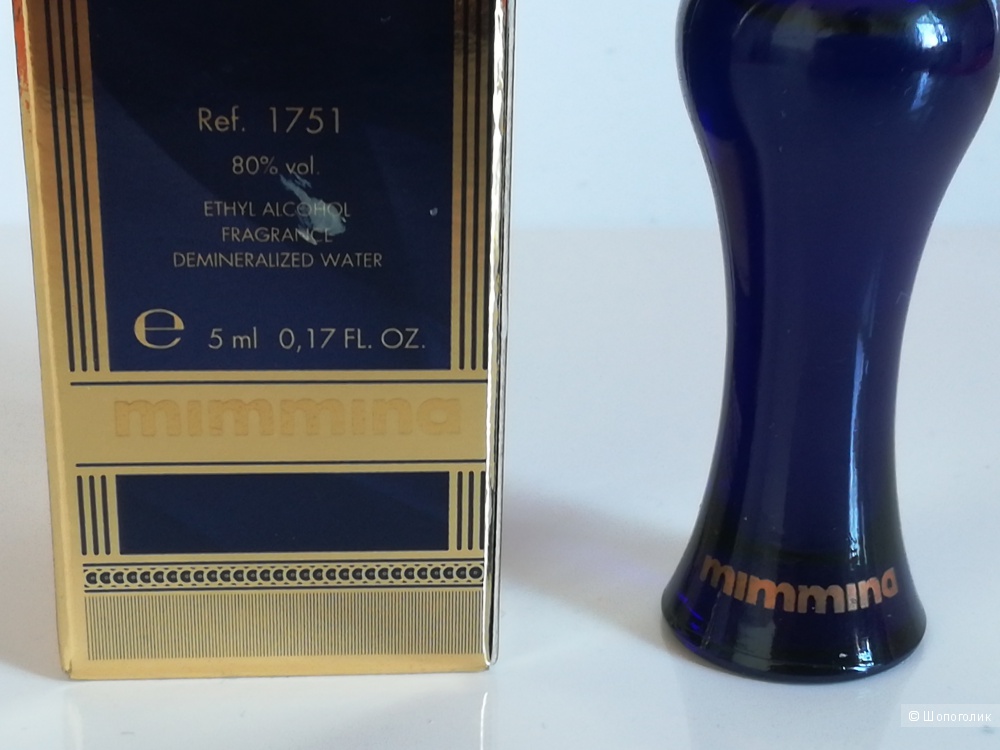 Ref. 1751
80% vol.
ETHYL ALCOHOL
FRAGRANCE
DEMINERALIZED WATER
e 5 ml 0,17 FL. OZ.
mimmina
mimmina
© Шопоголик